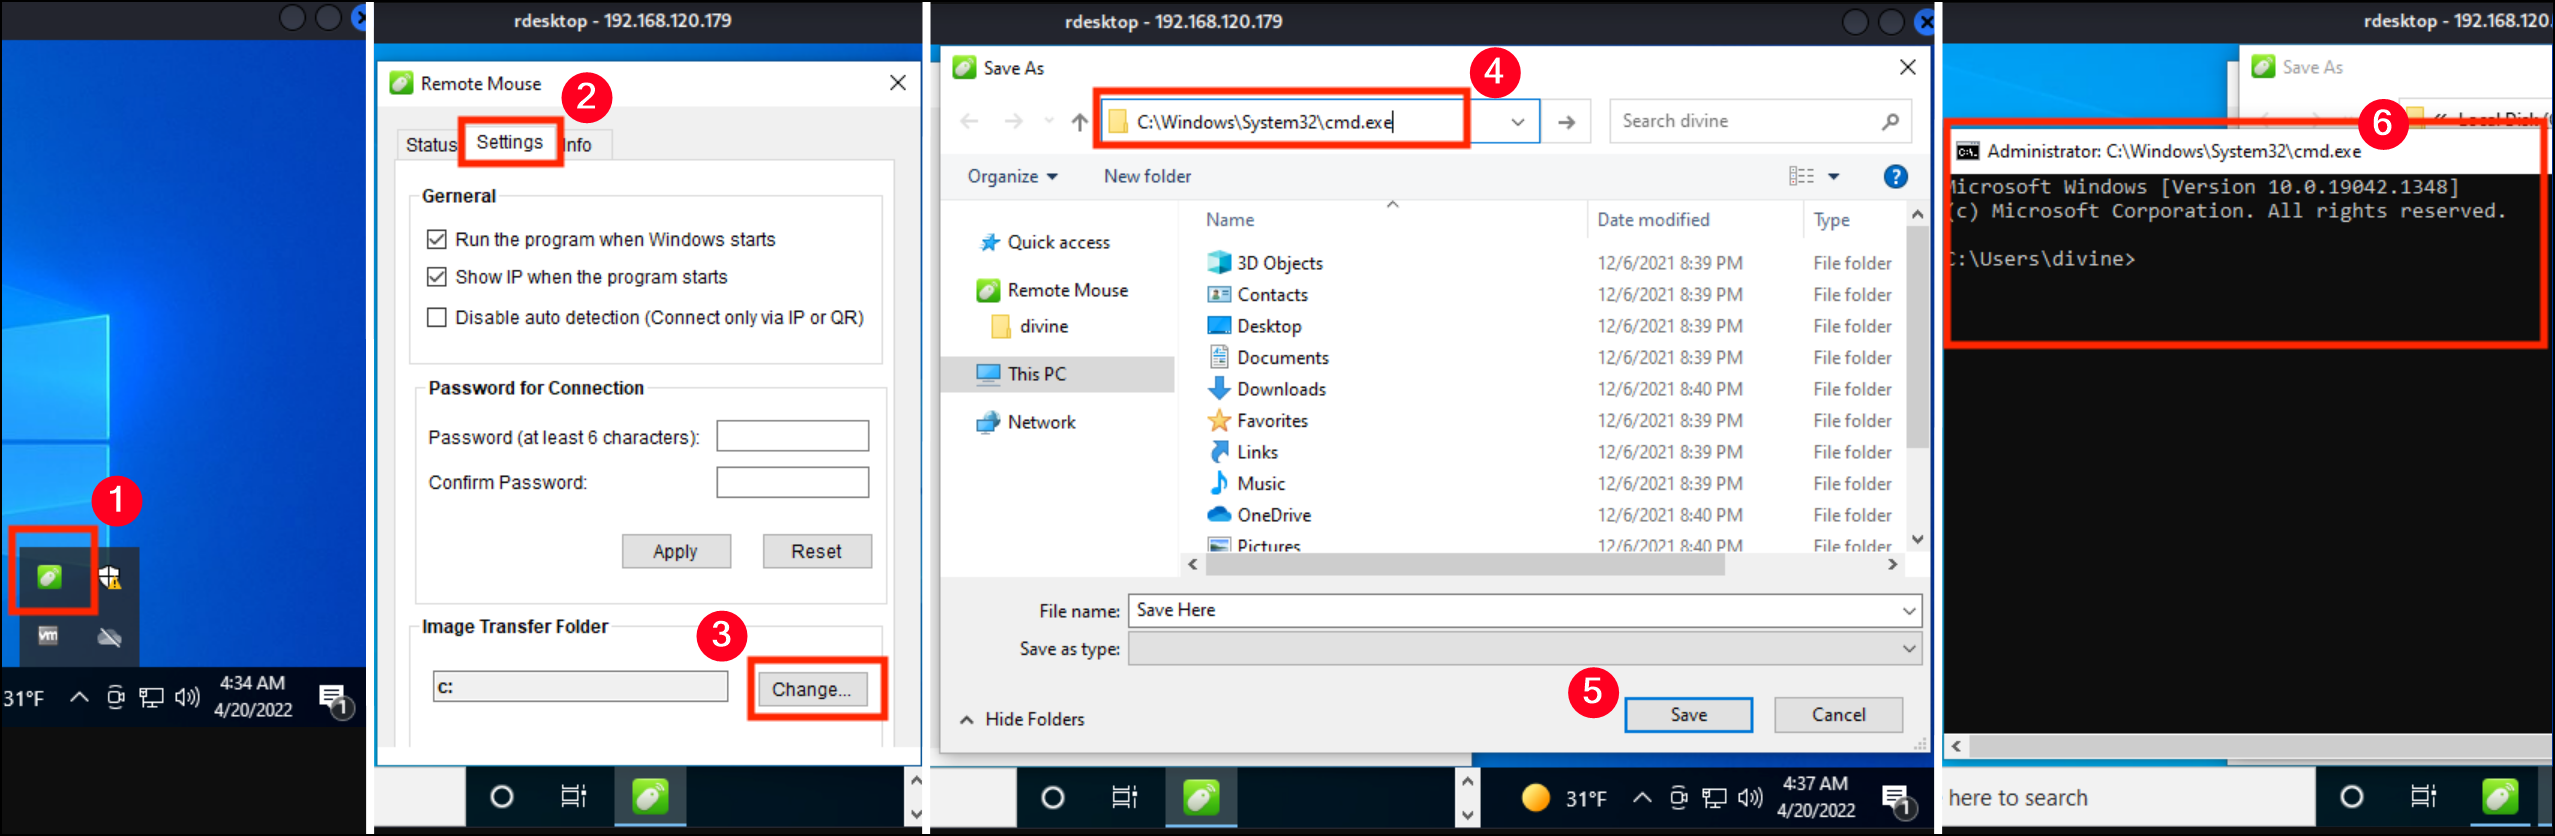 1
vm
31°F
4:34 AM
4/20/2022
1
rdesktop - 192.168.120.179
Remote Mouse
2
Status
Settings
Info
Gerneral
Run the program when Windows starts
Show IP when the program starts
Disable auto detection (Connect only via IP or QR)
Password for Connection
Password (at least 6 characters):
Confirm Password:
Apply
Reset
Image Transfer Folder
3
c:
Change...
rdesktop - 192.168.120.179
Save As
4
C:\Windows\System32\cmd.exe
Search divine
Organize
New folder
?
Name
Date modified
Type
Quick access
Remote Mouse
divine
This PC
Network
3D Objects 12/6/2021 8:39 PM File folder
Contacts 12/6/2021 8:39 PM File folder
Desktop 12/6/2021 8:39 PM File folder
Documents 12/6/2021 8:39 PM File folder
Downloads 12/6/2021 8:40 PM File folder
Favorites 12/6/2021 8:39 PM File folder
Links 12/6/2021 8:39 PM File folder
Music 12/6/2021 8:39 PM File folder
OneDrive 12/6/2021 8:40 PM File folder
Pictures 12/6/2021 8:40 PM File folder
File name: Save Here
Save as type:
5
Hide Folders
Save
Cancel
31°F
4:37 AM
4/20/2022
1
rdesktop - 192.168.120.
Save As
6
« Local Disk (
Administrator: C:\Windows\System32\cmd.exe
Microsoft Windows [Version 10.0.19042.1348]
(c) Microsoft Corporation. All rights reserved.
C:\Users\divine>
here to search